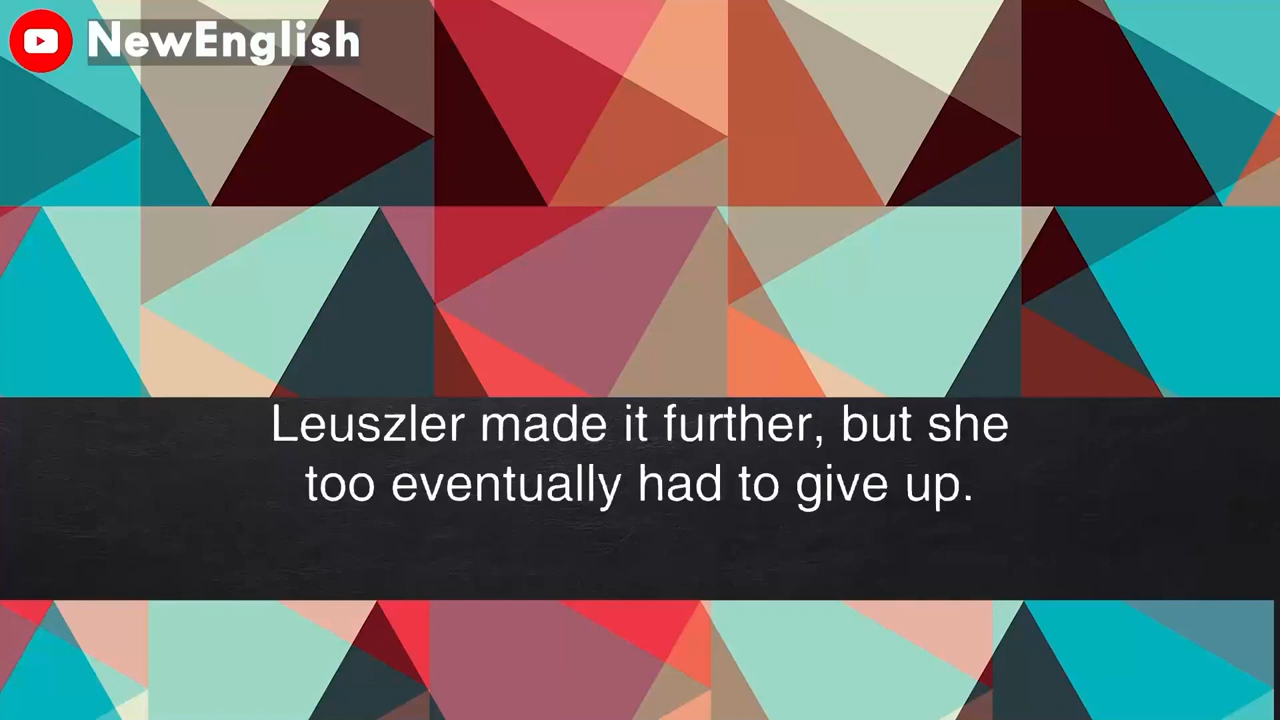 NewEnglish
Leuszler made it further, but she
too eventually had to give up.